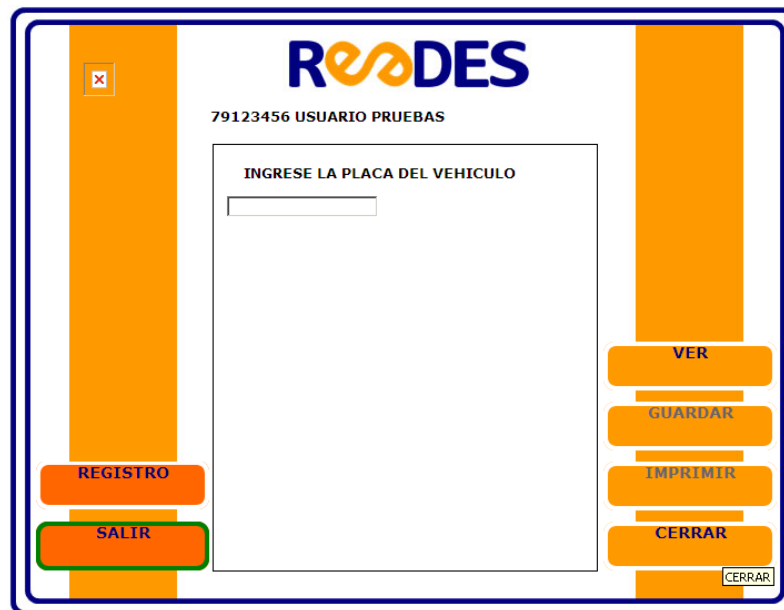 REDES
79123456 USUARIO PRUEBAS
INGRESE LA PLACA DEL VEHICULO
VER
GUARDAR
REGISTRO
IMPRIMIR
SALIR
CERRAR
CERRAR